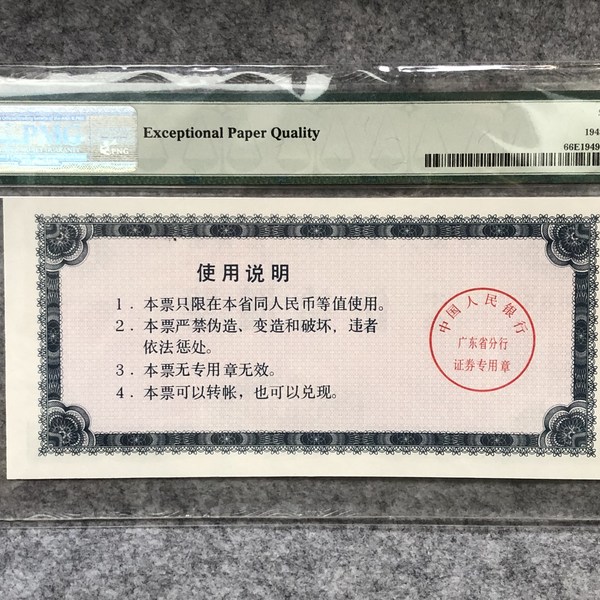 PMG
Exceptional Paper Quality
66E1949
使用说明
1．本票只限在本省同人民币等值使用。
2．本票严禁伪造、变造和破坏，违者
依法惩处。
3．本票无专用章无效。
4．本票可以转帐，也可以兑现。
中国人民银行
广东省分行
证券专用章